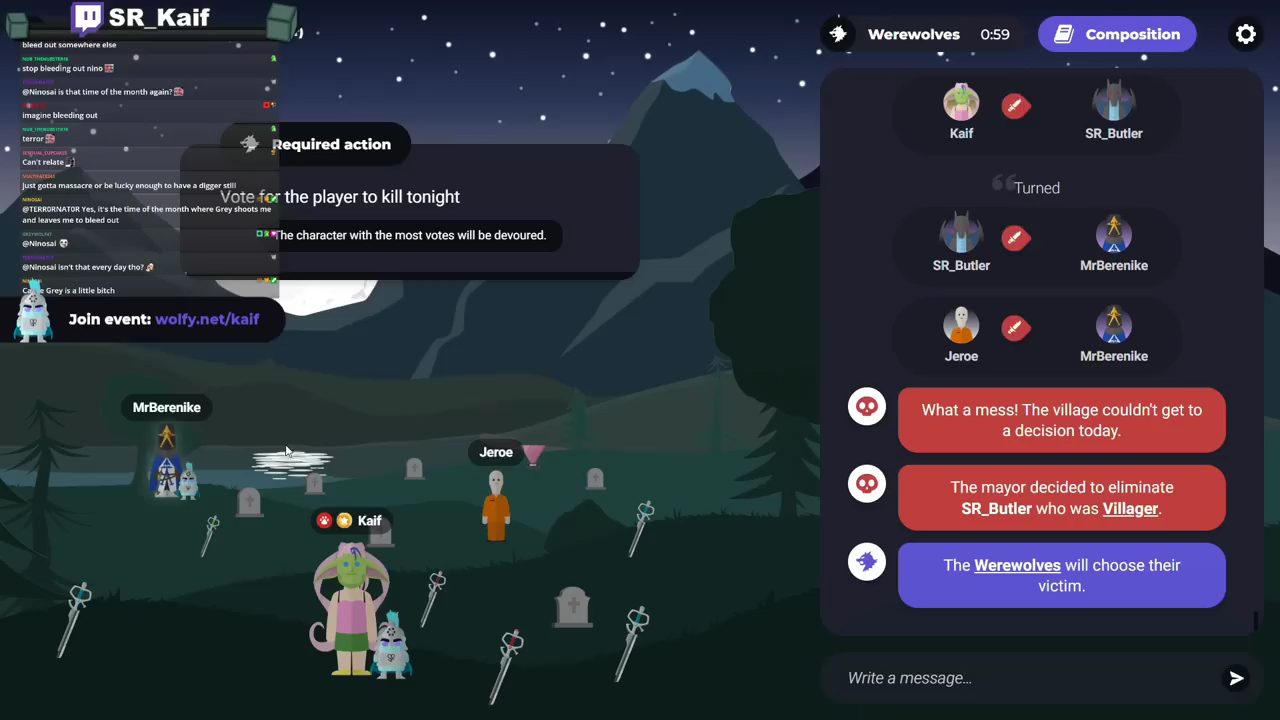 SR_Kaif
bleed out somewhere else
stop bleeding out nino
@Ninosai is that time of the month again?
imagine bleeding out
terror
Can't relate
just gotta massacre or be lucky enough to have a digger still
NINOSAI
@TERR0RNAT0R Yes, it's the time of the month where Grey shoots me
and leaves me to bleed out
@Ninosai
@Ninosai isn't that every day tho?
Grey is a little bitch
Required action
Vote for the player to kill tonight
The character with the most votes will be devoured.
Join event: wolfy.net/kaif
MrBerenike
Jeroe
Kaif
Werewolves
0:59
Composition
Kaif
SR_Butler
Turned
SR_Butler
MrBerenike
Jeroe
MrBerenike
What a mess! The village couldn't get to
a decision today.
The mayor decided to eliminate
SR_Butler who was Villager.
The Werewolves will choose their
victim.
Write a message...